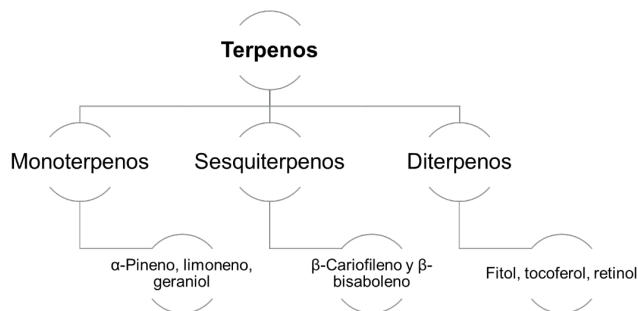 Terpenos
Monoterpenos
Sesquiterpenos
Diterpenos
α-Pineno, limoneno,
geraniol
β-Cariofileno y β-
bisaboleno
Fitol, tocoferol, retinol